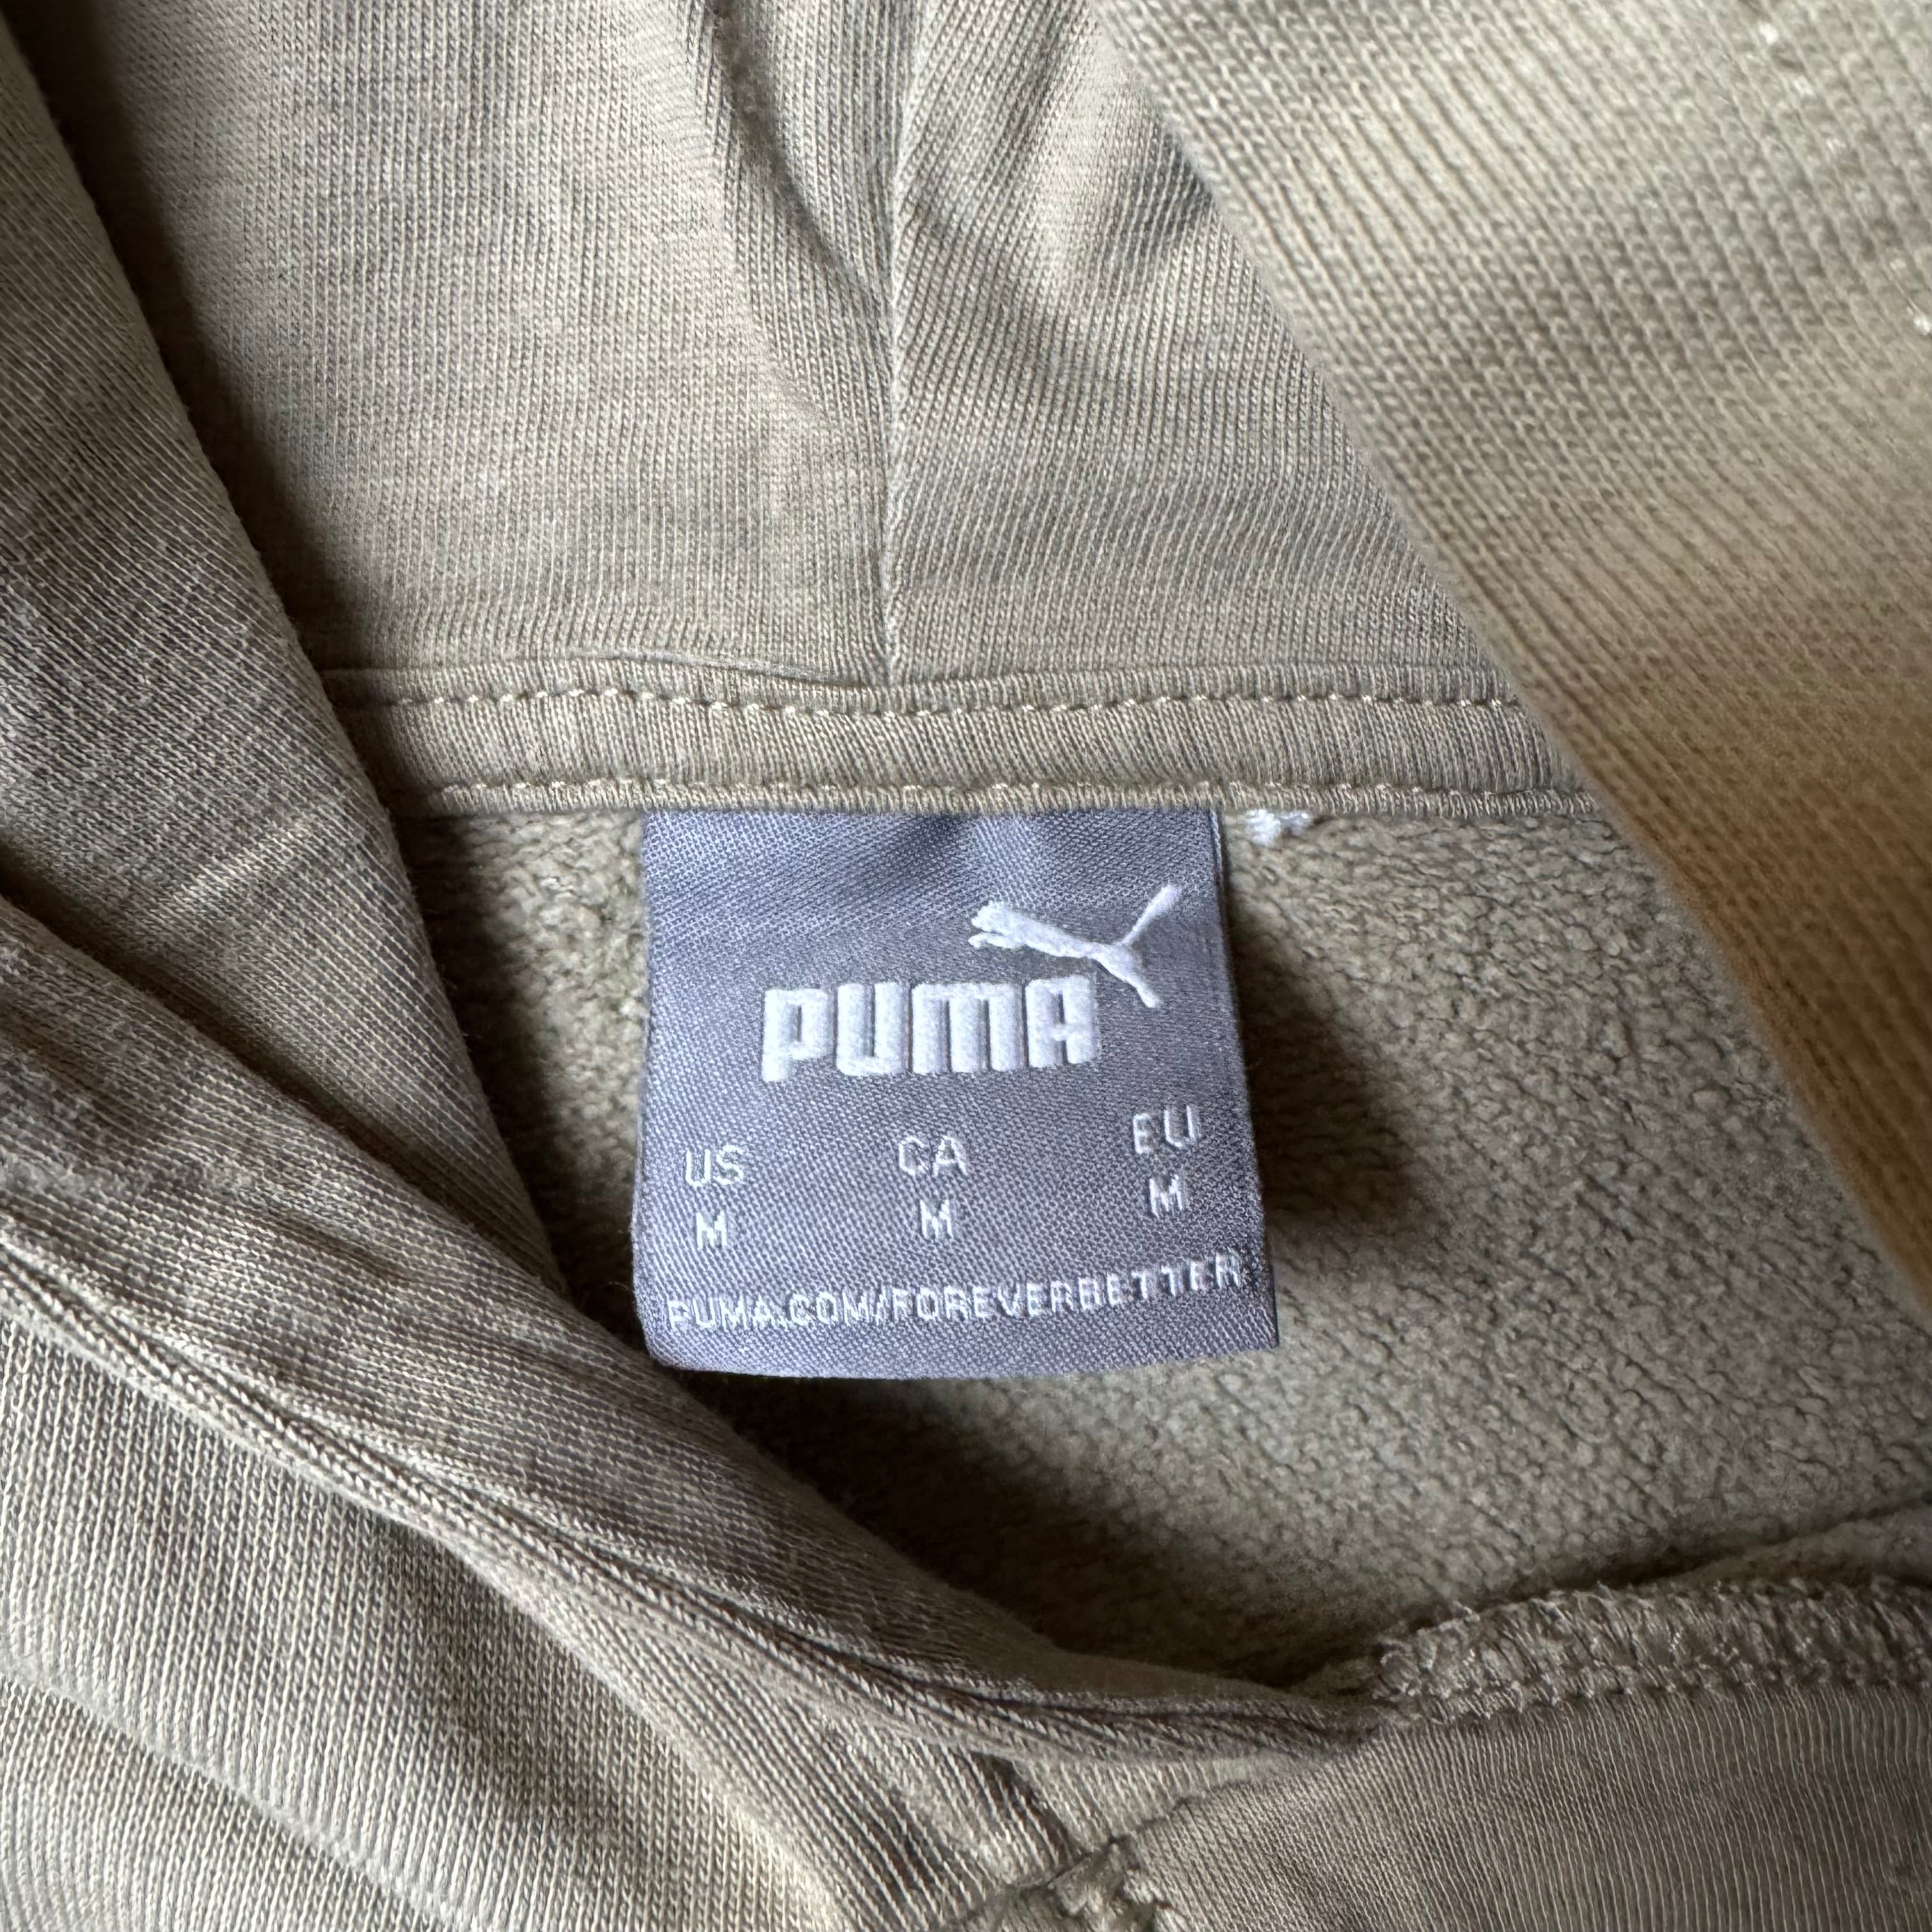 PUMA
US CA EU
M M M
PUMA.COM/FOREVERBETTER